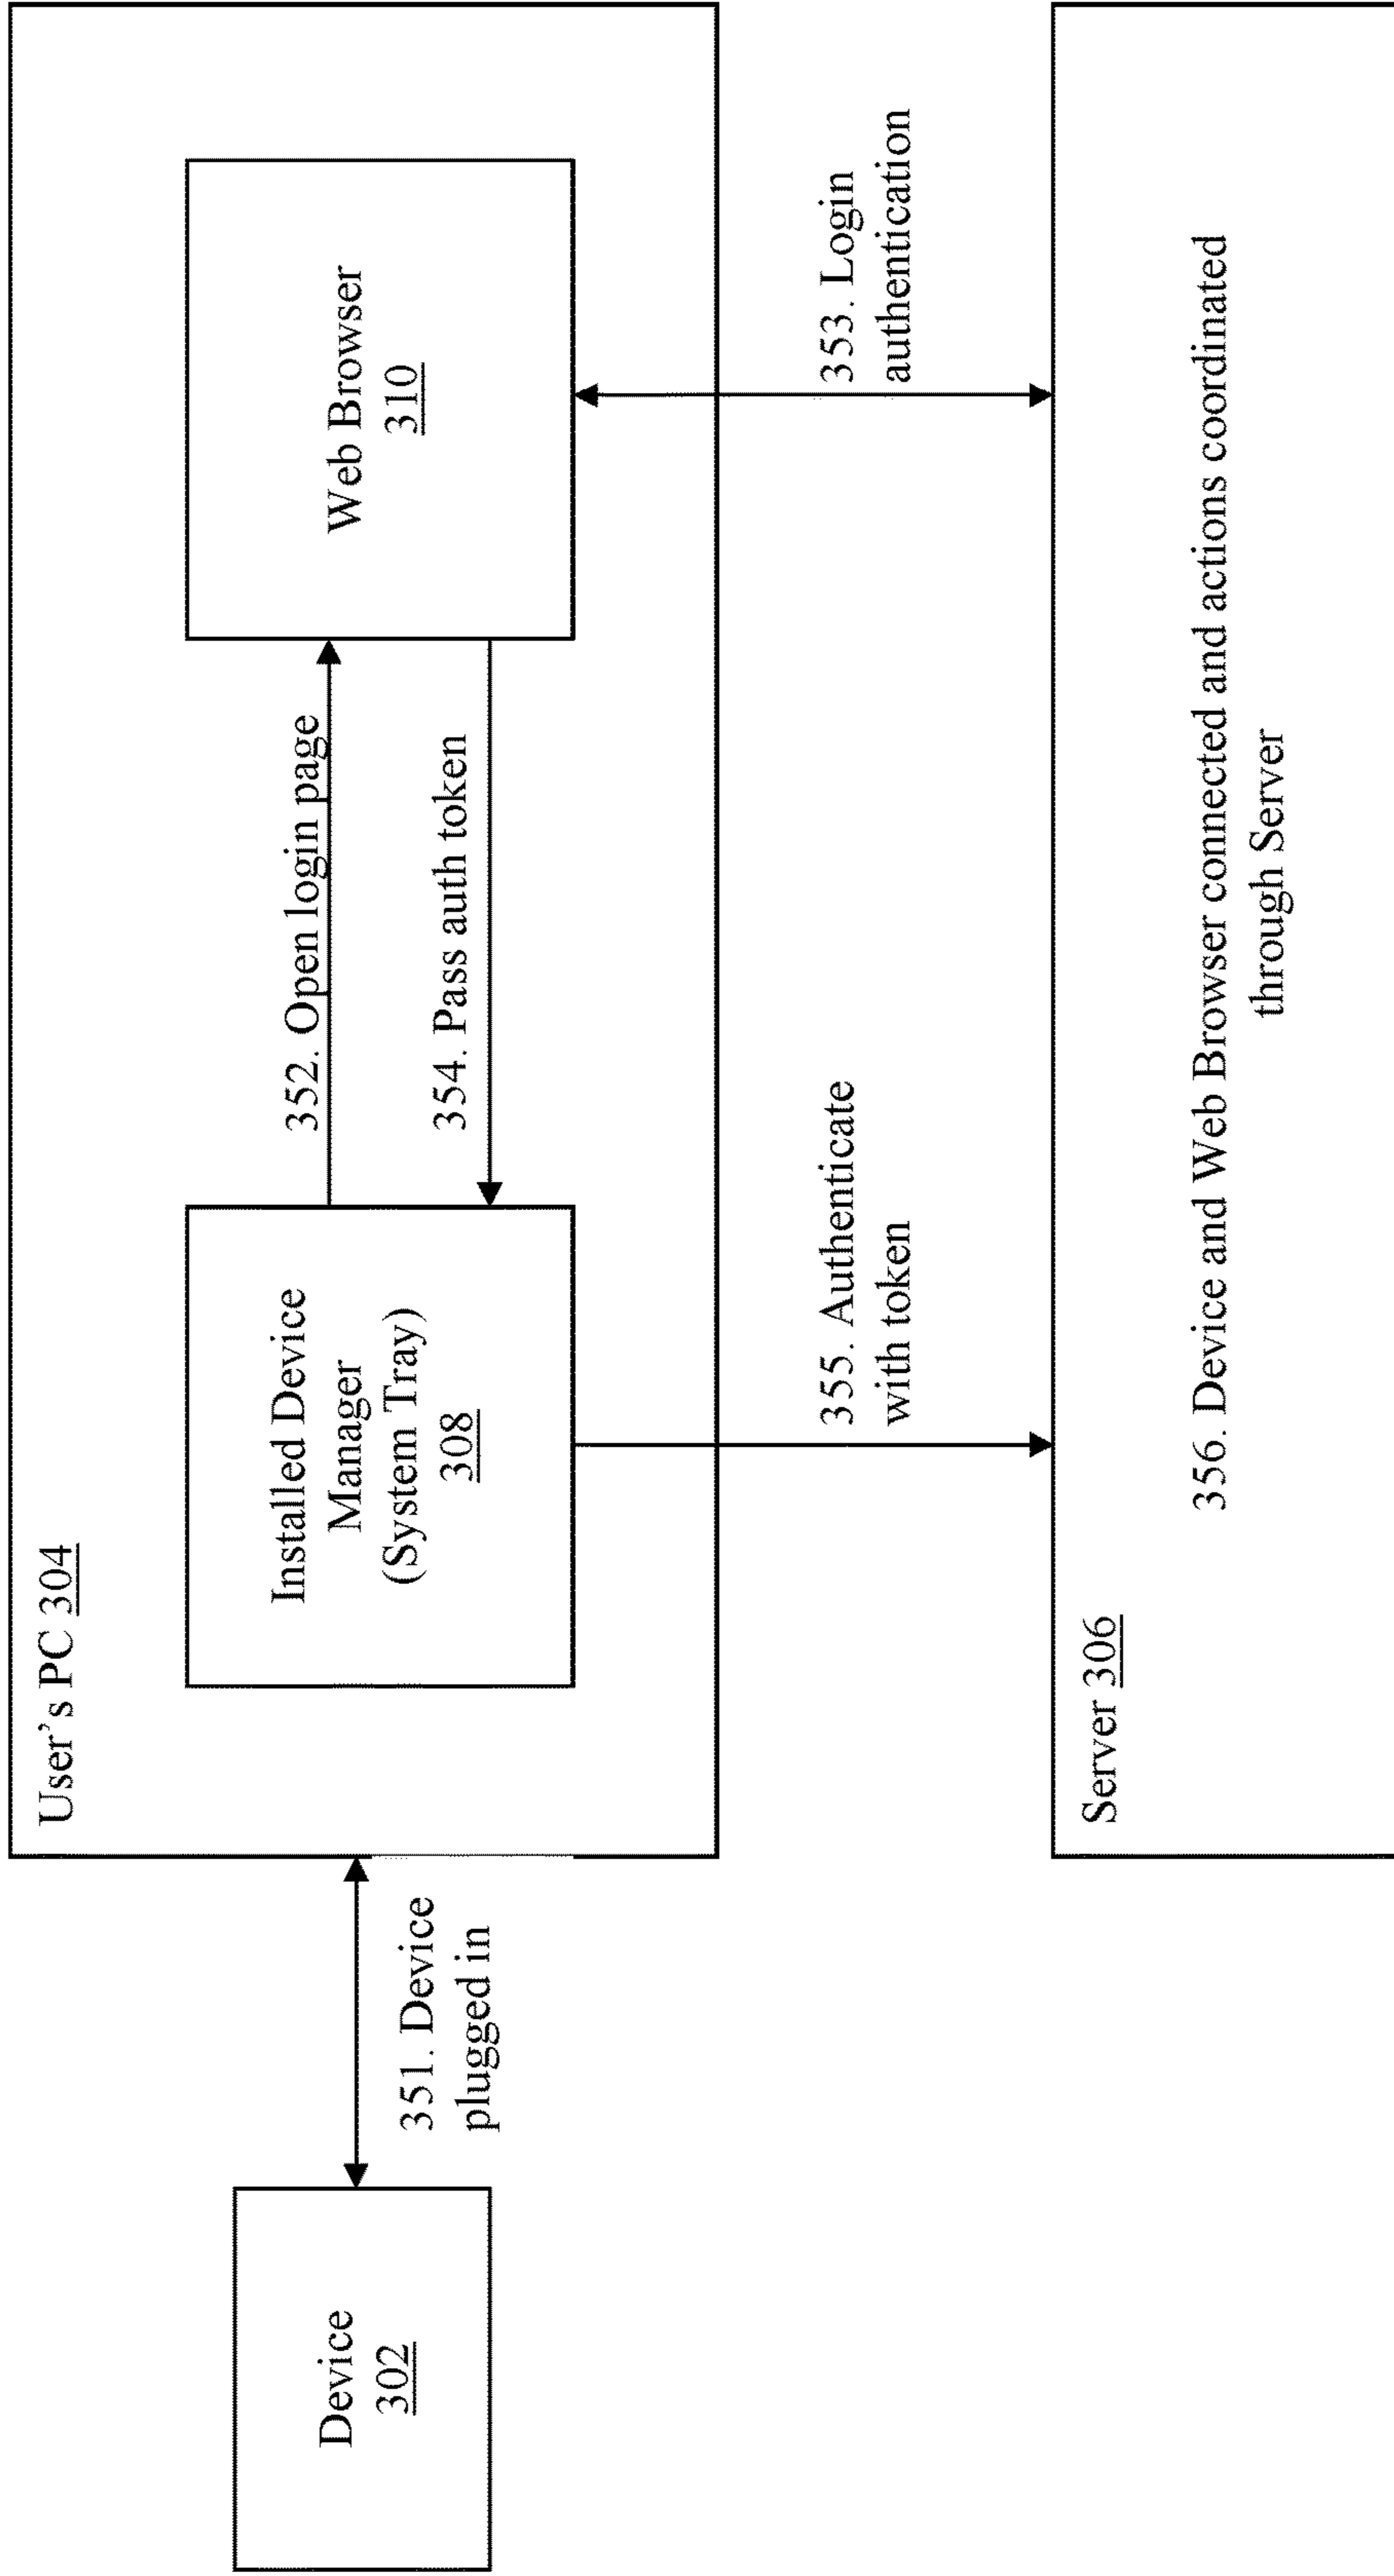 User's PC 304
Installed Device
Manager
(System Tray)
308
352. Open login page
354. Pass auth token
Web Browser
310
Device
302
351. Device
plugged in
355. Authenticate
with token
353. Login
authentication
Server 306
356. Device and Web Browser connected and actions coordinated
through Server